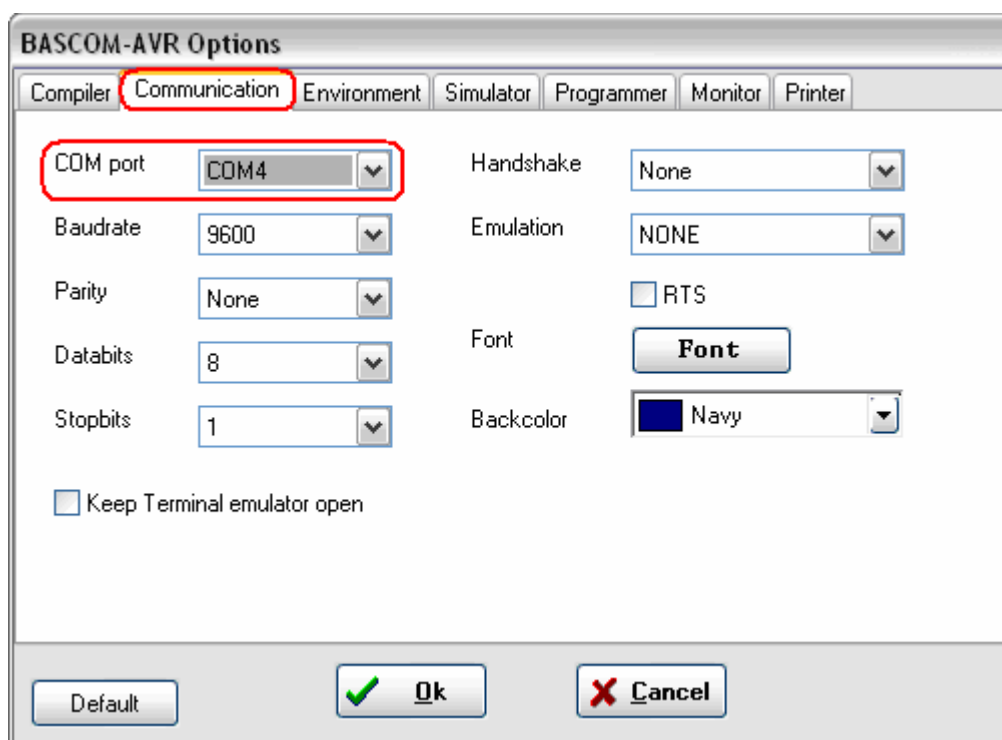 BASCOM-AVR Options
Compiler Communication Environment Simulator Programmer Monitor Printer
COM port COM4 Handshake None
Baudrate 9600 Emulation NONE
Parity None RTS
Databits 8 Font Font
Stopbits 1 Backcolor Navy
Keep Terminal emulator open
Default Ok Cancel